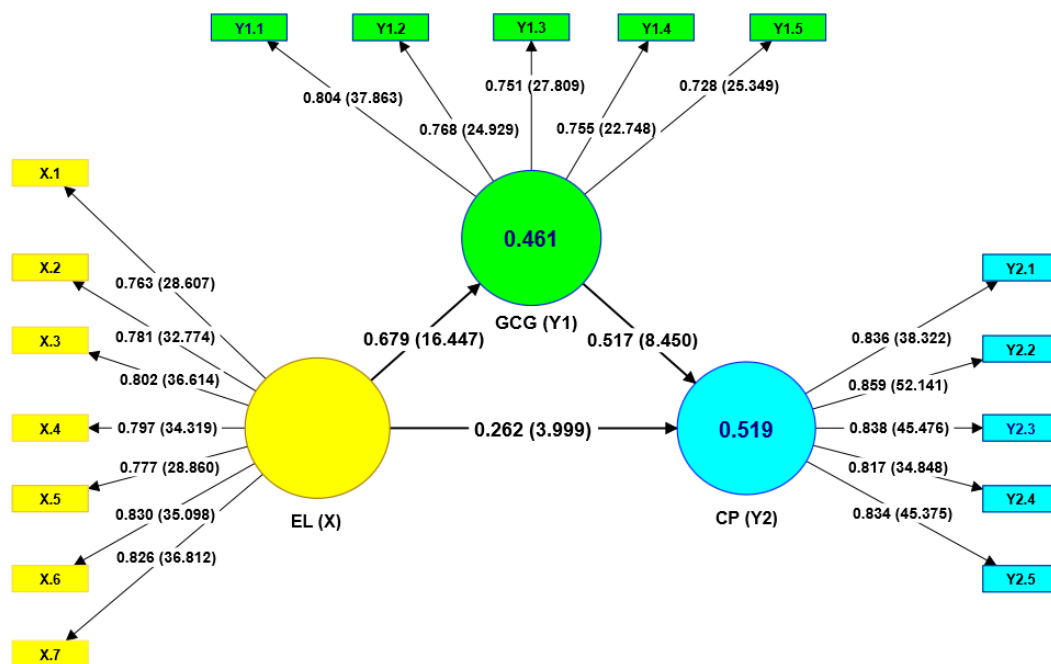 Y1.1
Y1.2
Y1.3
Y1.4
Y1.5
0.804 (37.863)
0.768 (24.929)
0.751 (27.809)
0.755 (22.748)
0.728 (25.349)
X.1
X.2
X.3
X.4
X.5
X.6
X.7
0.763 (28.607)
0.781 (32.774)
0.802 (36.614)
0.797 (34.319)
0.777 (28.860)
0.830 (35.098)
0.826 (36.812)
0.461
GCG (Y1)
0.679 (16.447)
0.517 (8.450)
0.262 (3.999)
EL (X)
0.519
CP (Y2)
0.836 (38.322)
0.859 (52.141)
0.838 (45.476)
0.817 (34.848)
0.834 (45.375)
Y2.1
Y2.2
Y2.3
Y2.4
Y2.5